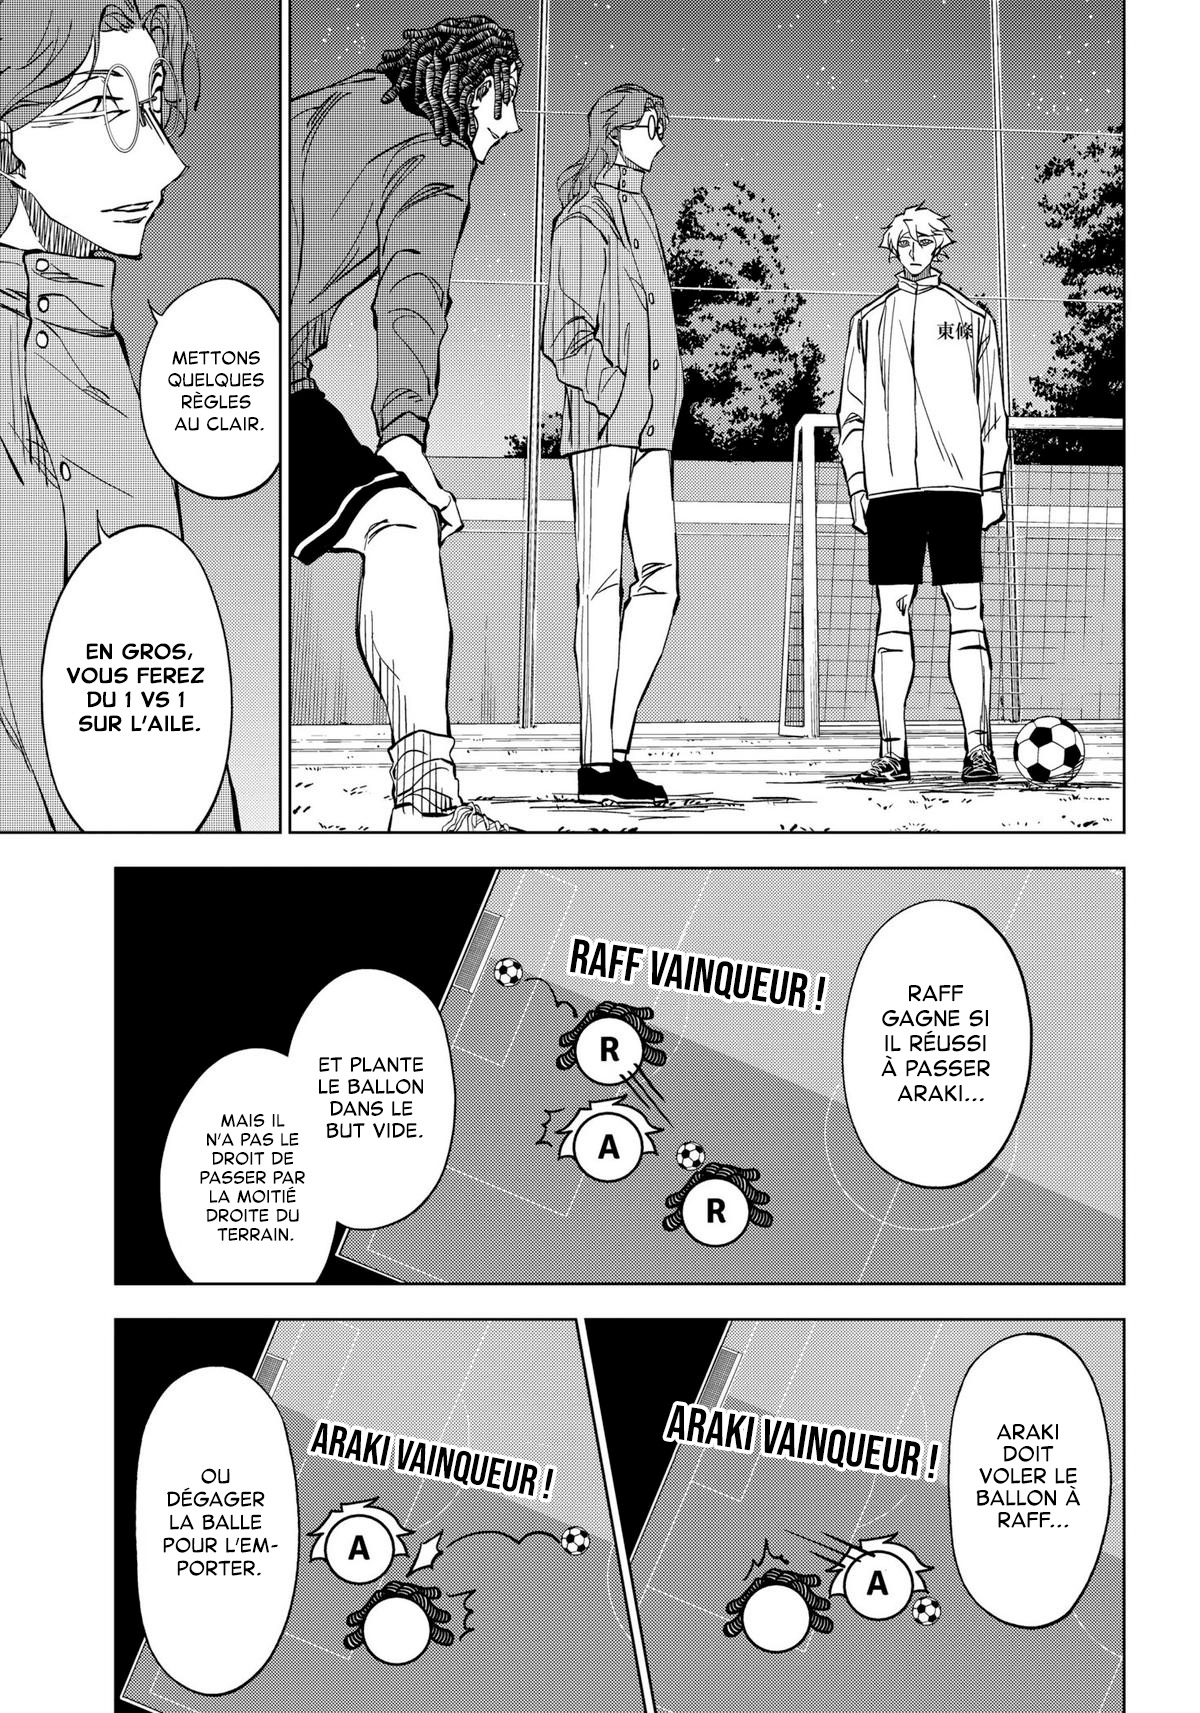 東條
METTONS
QUELQUES
RÈGLES
AU CLAIR.
EN GROS,
VOUS FEREZ
DU 1 VS 1
SUR L'AILE.
RAFF
GAGNE SI
IL RÉUSSI
À PASSER
ARAKI...
RAFF VAINQUEUR !
R
A
R
ET PLANTE
LE BALLON
DANS LE
BUT VIDE.
MAIS IL
N'A PAS LE
DROIT DE
PASSER PAR
LA MOITIÉ
DROITE DU
TERRAIN.
ARAKI
DOIT
VOLER LE
BALLON À
RAFF...
ARAKI VAINQUEUR !
A
ARAKI VAINQUEUR !
A
OU
DÉGAGER
LA BALLE
POUR L'EM-
PORTER.